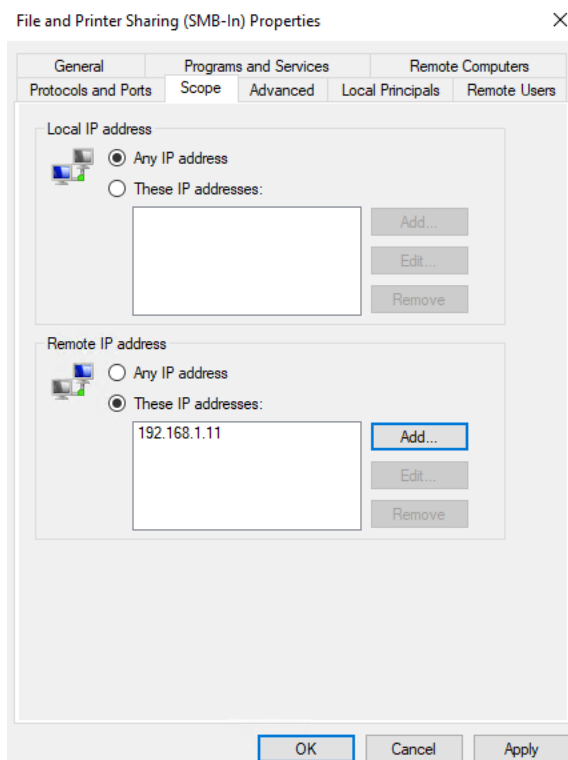 File and Printer Sharing (SMB-In) Properties
General Programs and Services Remote Computers
Protocols and Ports Scope Advanced Local Principals Remote Users
Local IP address
Any IP address
These IP addresses:
Add...
Edit...
Remove
Remote IP address
Any IP address
These IP addresses:
192.168.1.11
Add...
Edit...
Remove
OK Cancel Apply